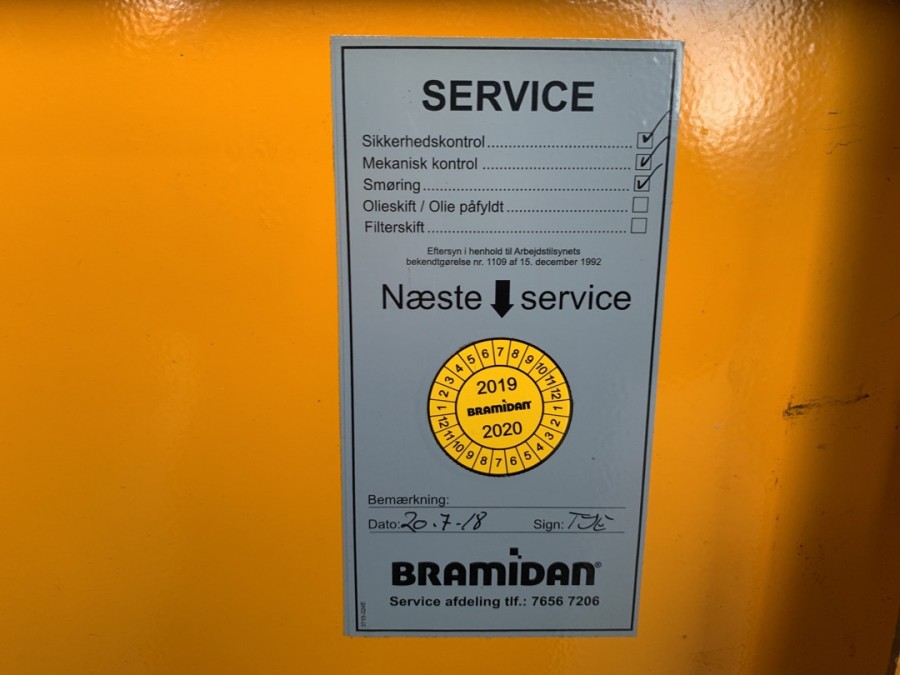 SERVICE
Sikkerhedskontrol
Mekanisk kontrol
Smøring
Olieskift / Olie påfyldt
Filterskift
Eftersyn i henhold til Arbejdstilsynets
bekendtgørelse nr. 1109 af 15. december 1992
Næste service
1 2 3 4 5 6 7 8 9 10 11 12
2019
BRAMIDAN
2020
12 11 10 9 8 7 6 5 4 3 2 1
Bemærkning:
Dato: 20.7-18 Sign:
BRAMIDAN®
Service afdeling tlf.: 7656 7206